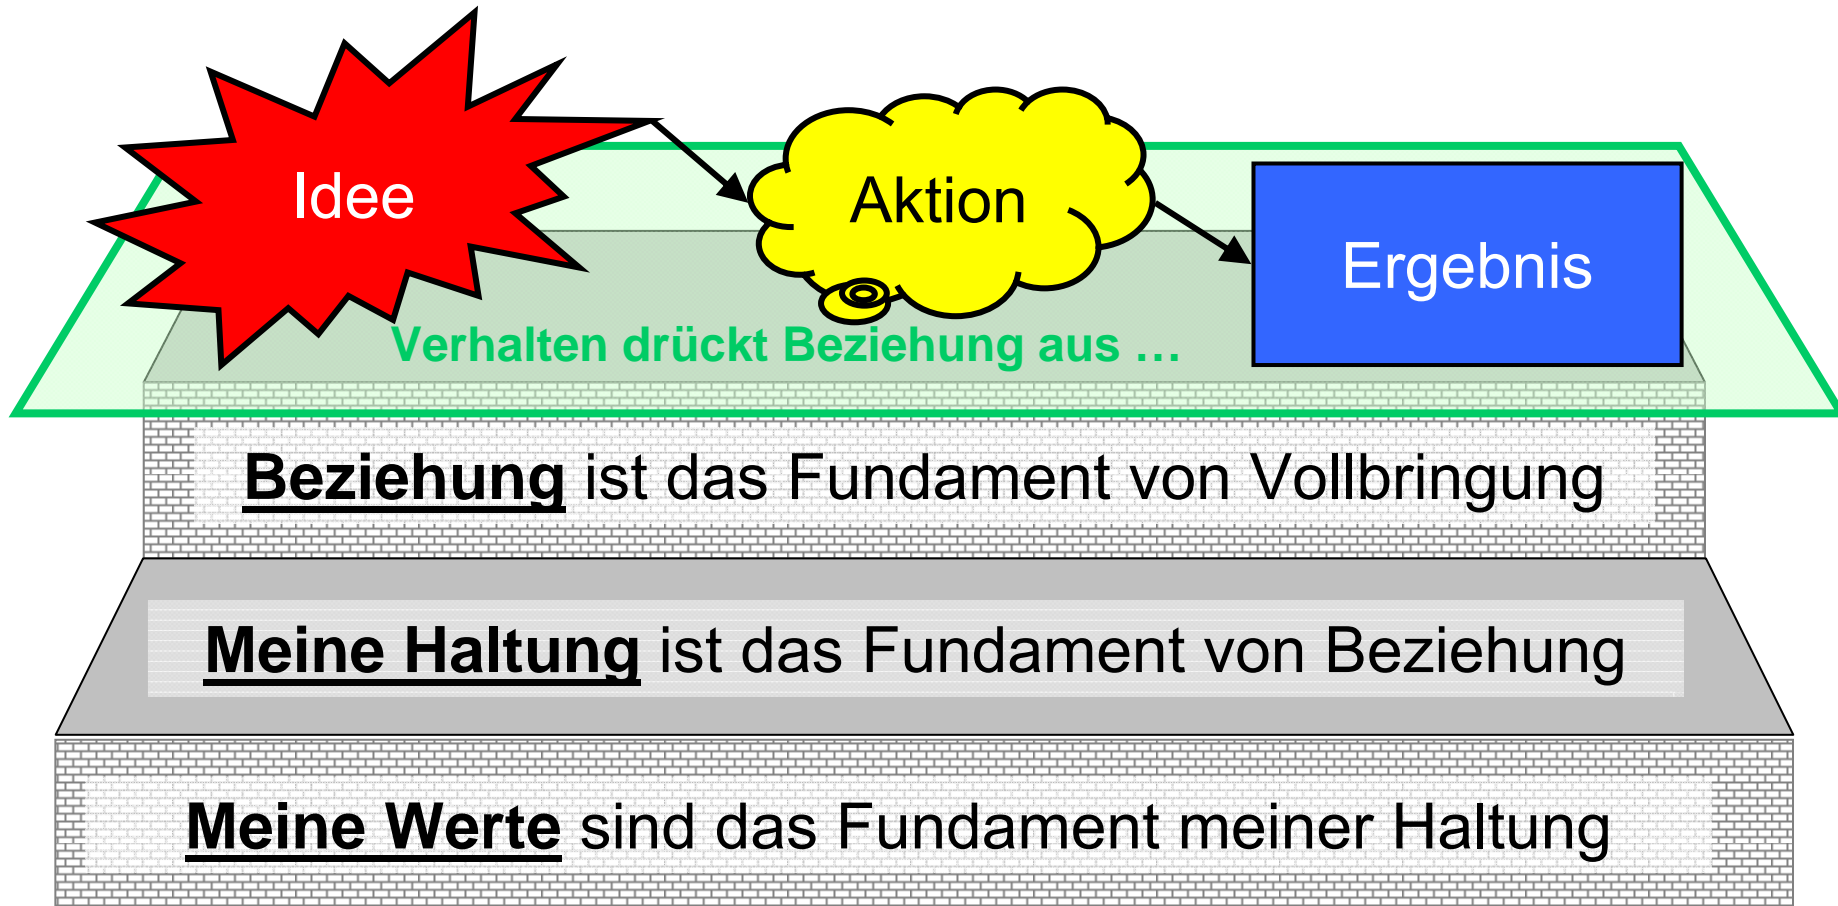 Idee
Aktion
Ergebnis
Verhalten drückt Beziehung aus …
Beziehung ist das Fundament von Vollbringung
Meine Haltung ist das Fundament von Beziehung
Meine Werte sind das Fundament meiner Haltung